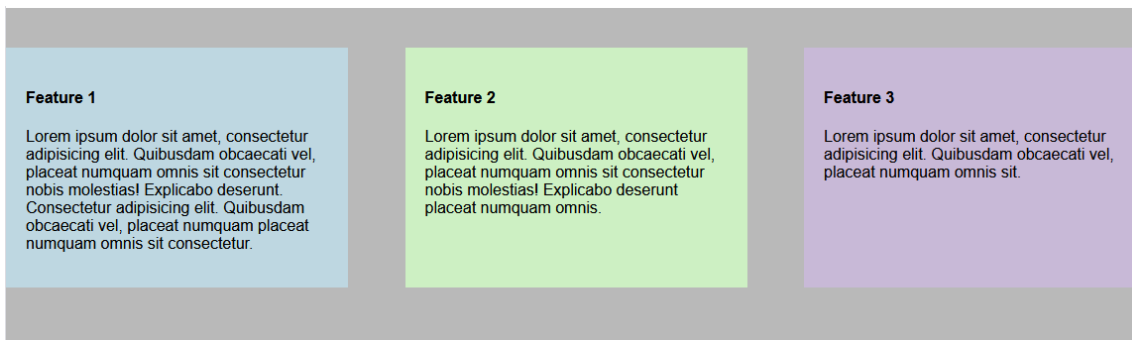 Feature 1
Lorem ipsum dolor sit amet, consectetur
adipisicing elit. Quibusdam obcaecati vel,
placeat numquam omnis sit consectetur
nobis molestias! Explicabo deserunt.
Consectetur adipisicing elit. Quibusdam
obcaecati vel, placeat numquam placeat
numquam omnis sit consectetur.
Feature 2
Lorem ipsum dolor sit amet, consectetur
adipisicing elit. Quibusdam obcaecati vel,
placeat numquam omnis sit consectetur
nobis molestias! Explicabo deserunt
placeat numquam omnis.
Feature 3
Lorem ipsum dolor sit amet, consectetur
adipisicing elit. Quibusdam obcaecati vel,
placeat numquam omnis sit.